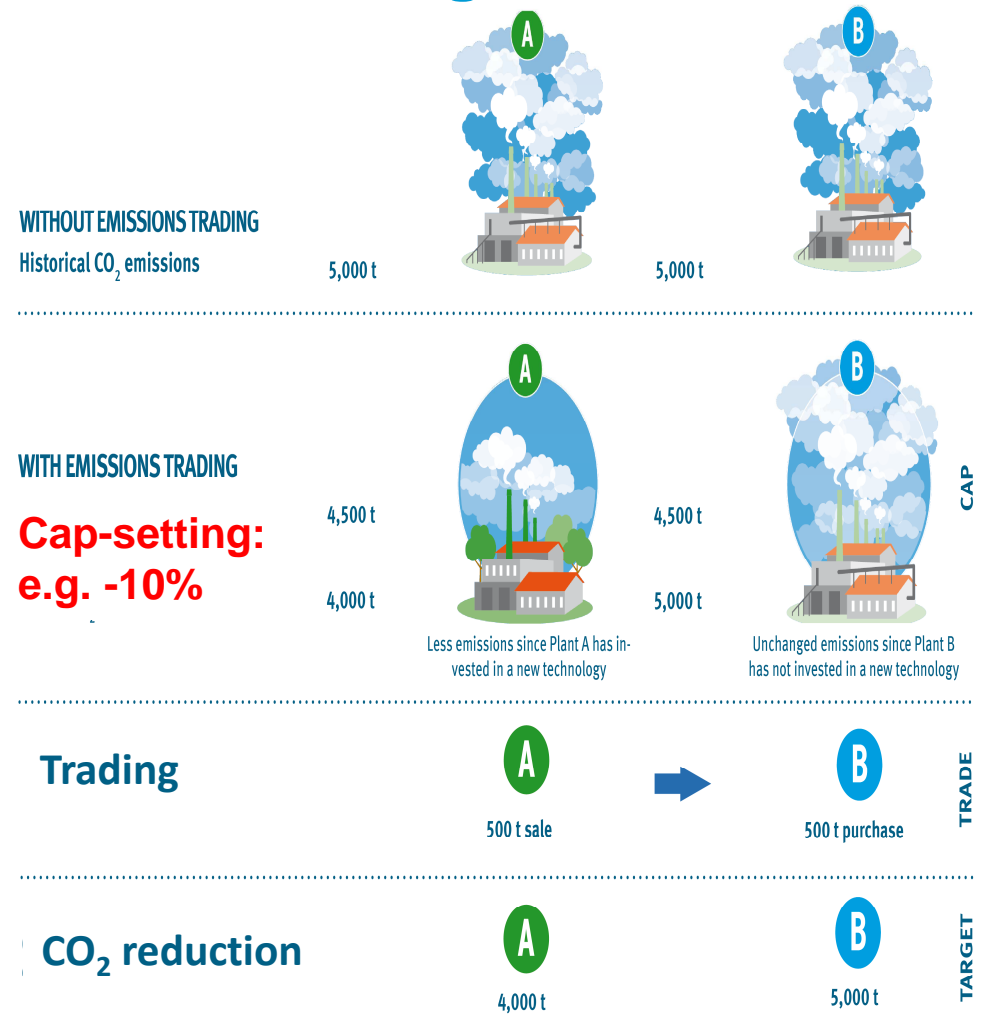 A
B
WITHOUT EMISSIONS TRADING
Historical CO₂ emissions
5,000 t
5,000 t
A
B
WITH EMISSIONS TRADING
CAP
4,500 t
4,500 t
Cap-setting:
e.g. -10%
4,000 t
5,000 t
Less emissions since Plant A has in-
vested in a new technology
Unchanged emissions since Plant B
has not invested in a new technology
Trading
A
B
TRADE
500 t sale
500 t purchase
CO₂ reduction
A
B
TARGET
4,000 t
5,000 t